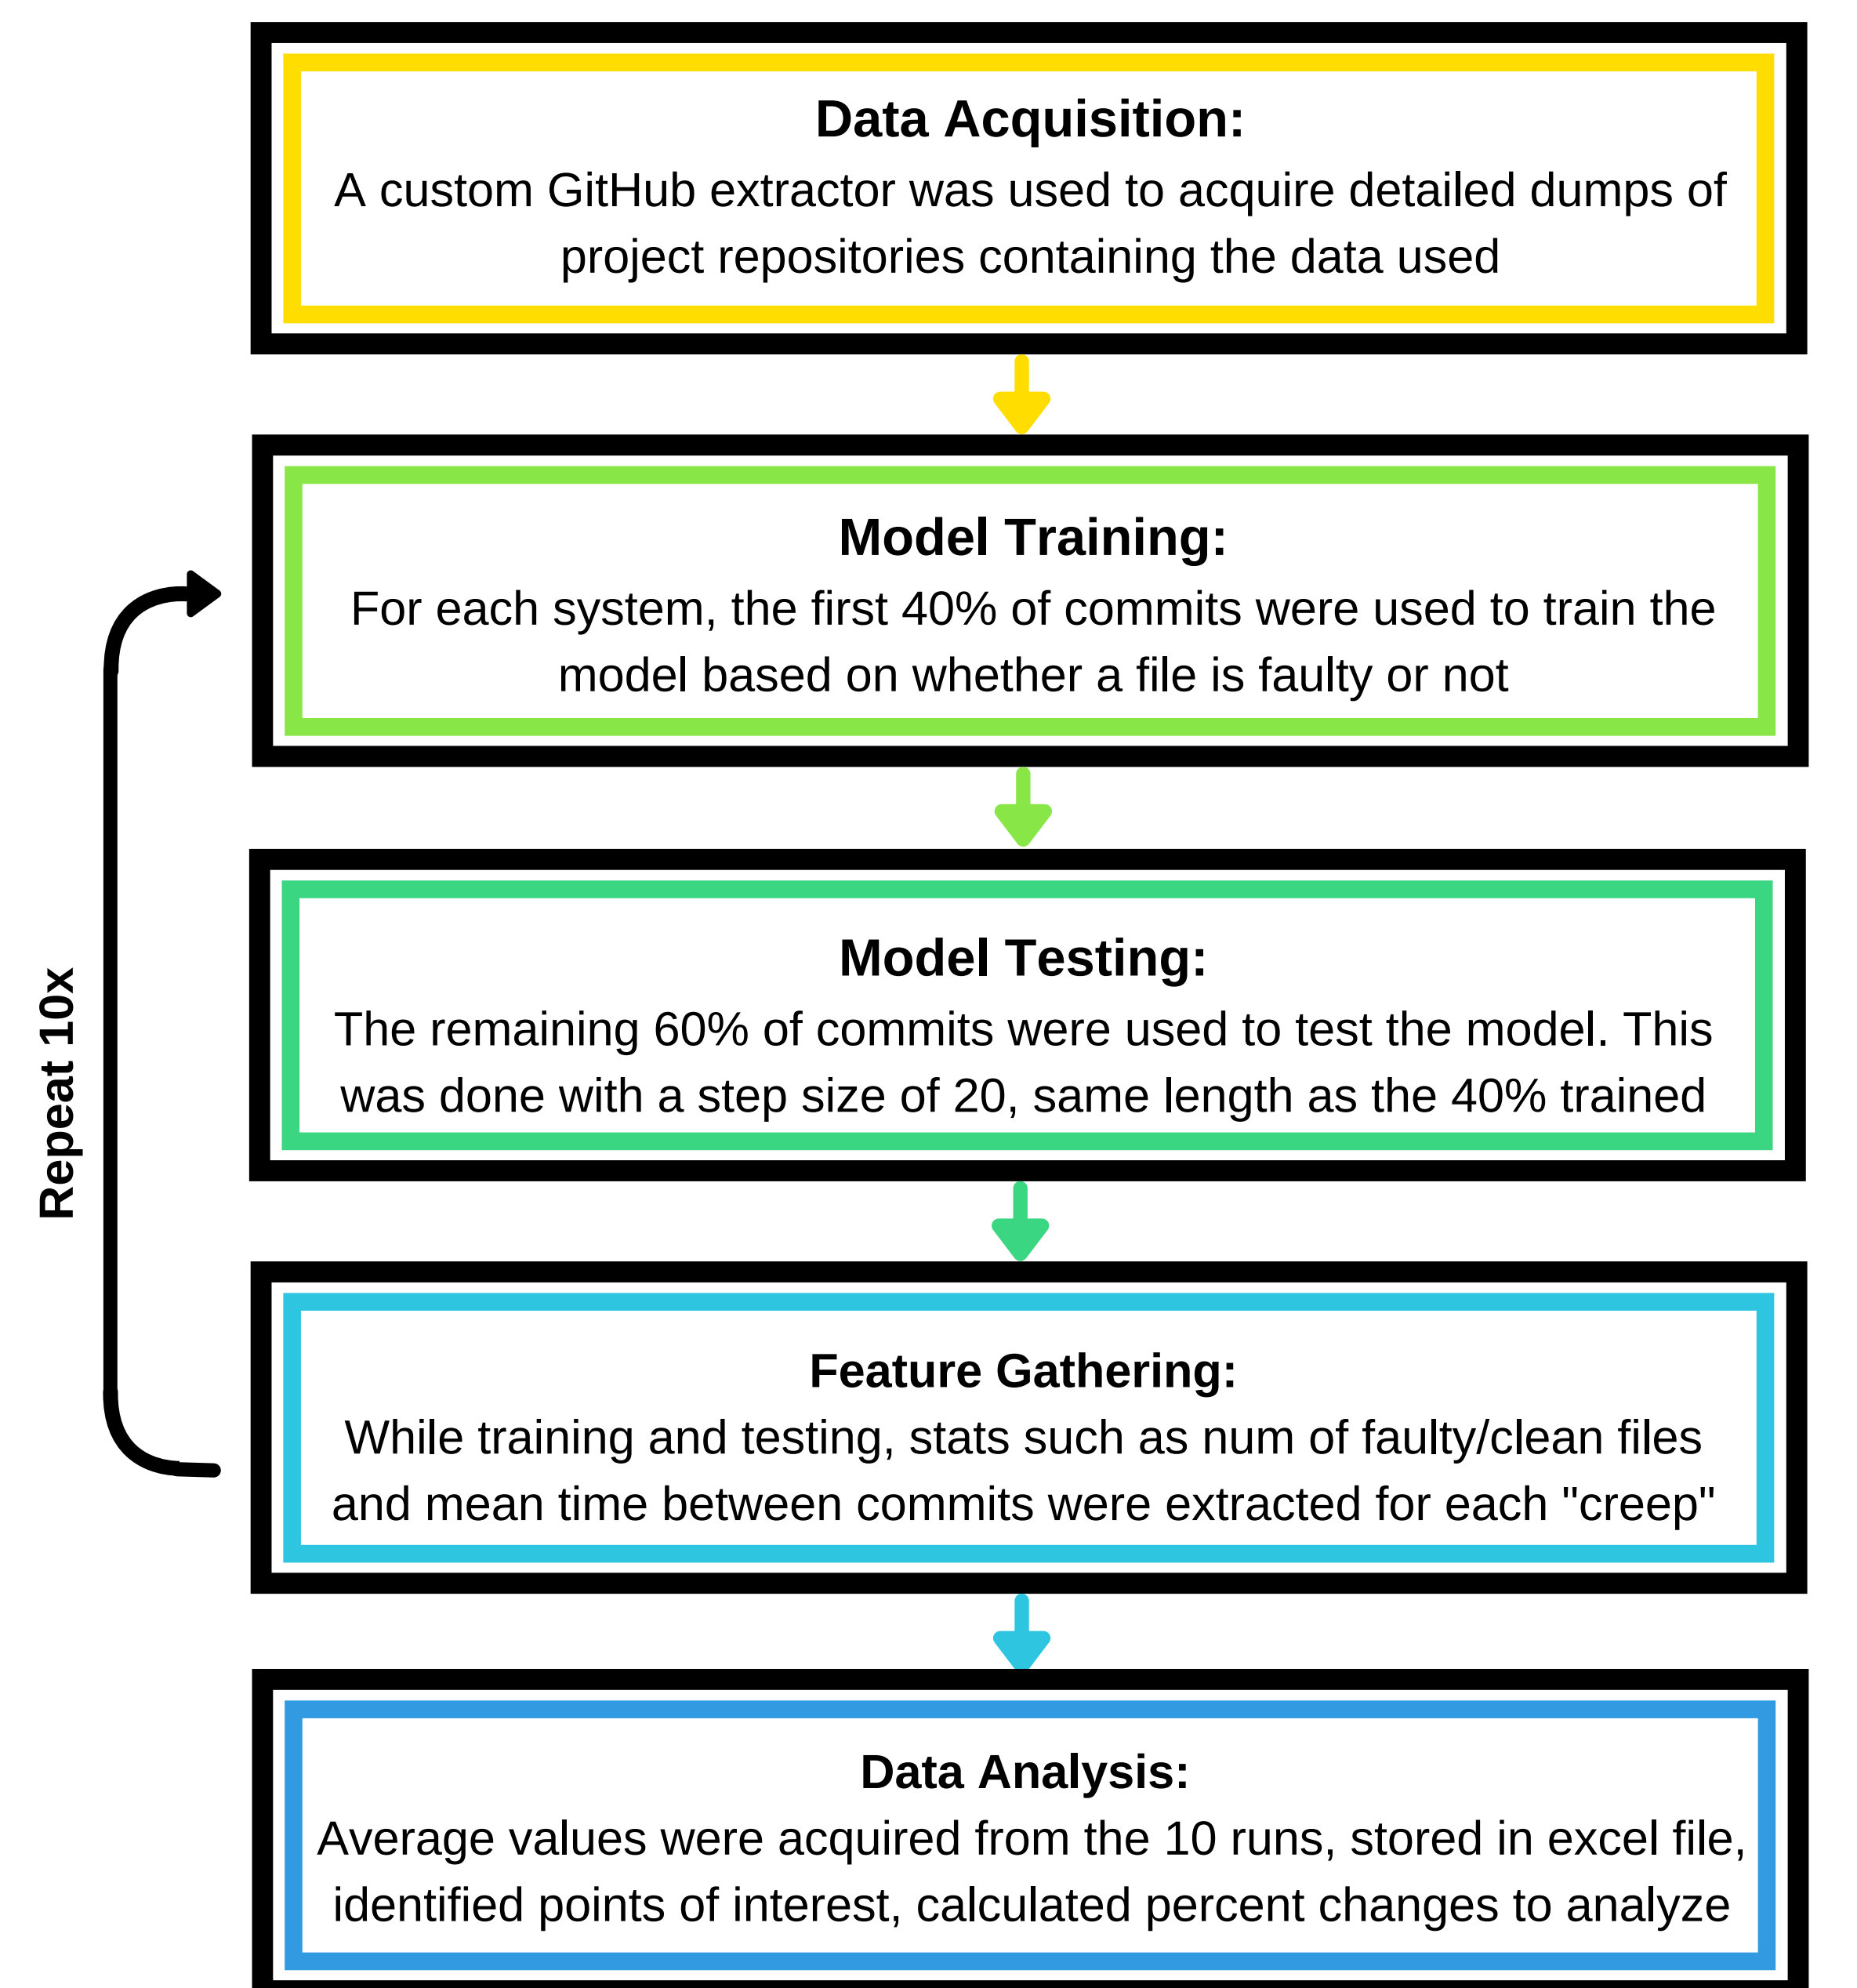 Data Acquisition:
A custom GitHub extractor was used to acquire detailed dumps of
project repositories containing the data used
Model Training:
For each system, the first 40% of commits were used to train the
model based on whether a file is faulty or not
Repeat 10x
Model Testing:
The remaining 60% of commits were used to test the model. This
was done with a step size of 20, same length as the 40% trained
Feature Gathering:
While training and testing, stats such as num of faulty/clean files
and mean time between commits were extracted for each "creep"
Data Analysis:
Average values were acquired from the 10 runs, stored in excel file,
identified points of interest, calculated percent changes to analyze